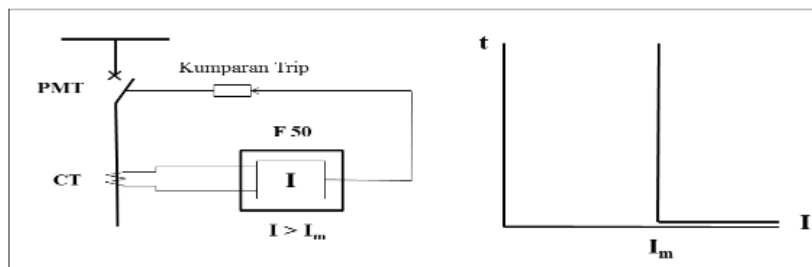 Kumparan Trip
PMT
F 50
CT
I
I > Iₘ
t
I
Iₘ